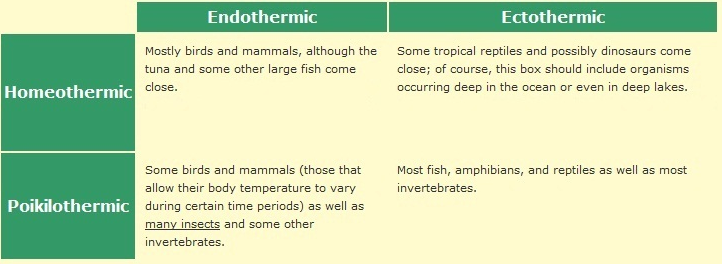 Endothermic
Ectothermic
Homeothermic
Mostly birds and mammals, although the
tuna and some other large fish come
close.
Some tropical reptiles and possibly dinosaurs come
close; of course, this box should include organisms
occurring deep in the ocean or even in deep lakes.
Poikilothermic
Some birds and mammals (those that
allow their body temperature to vary
during certain time periods) as well as
many insects and some other
invertebrates.
Most fish, amphibians, and reptiles as well as most
invertebrates.